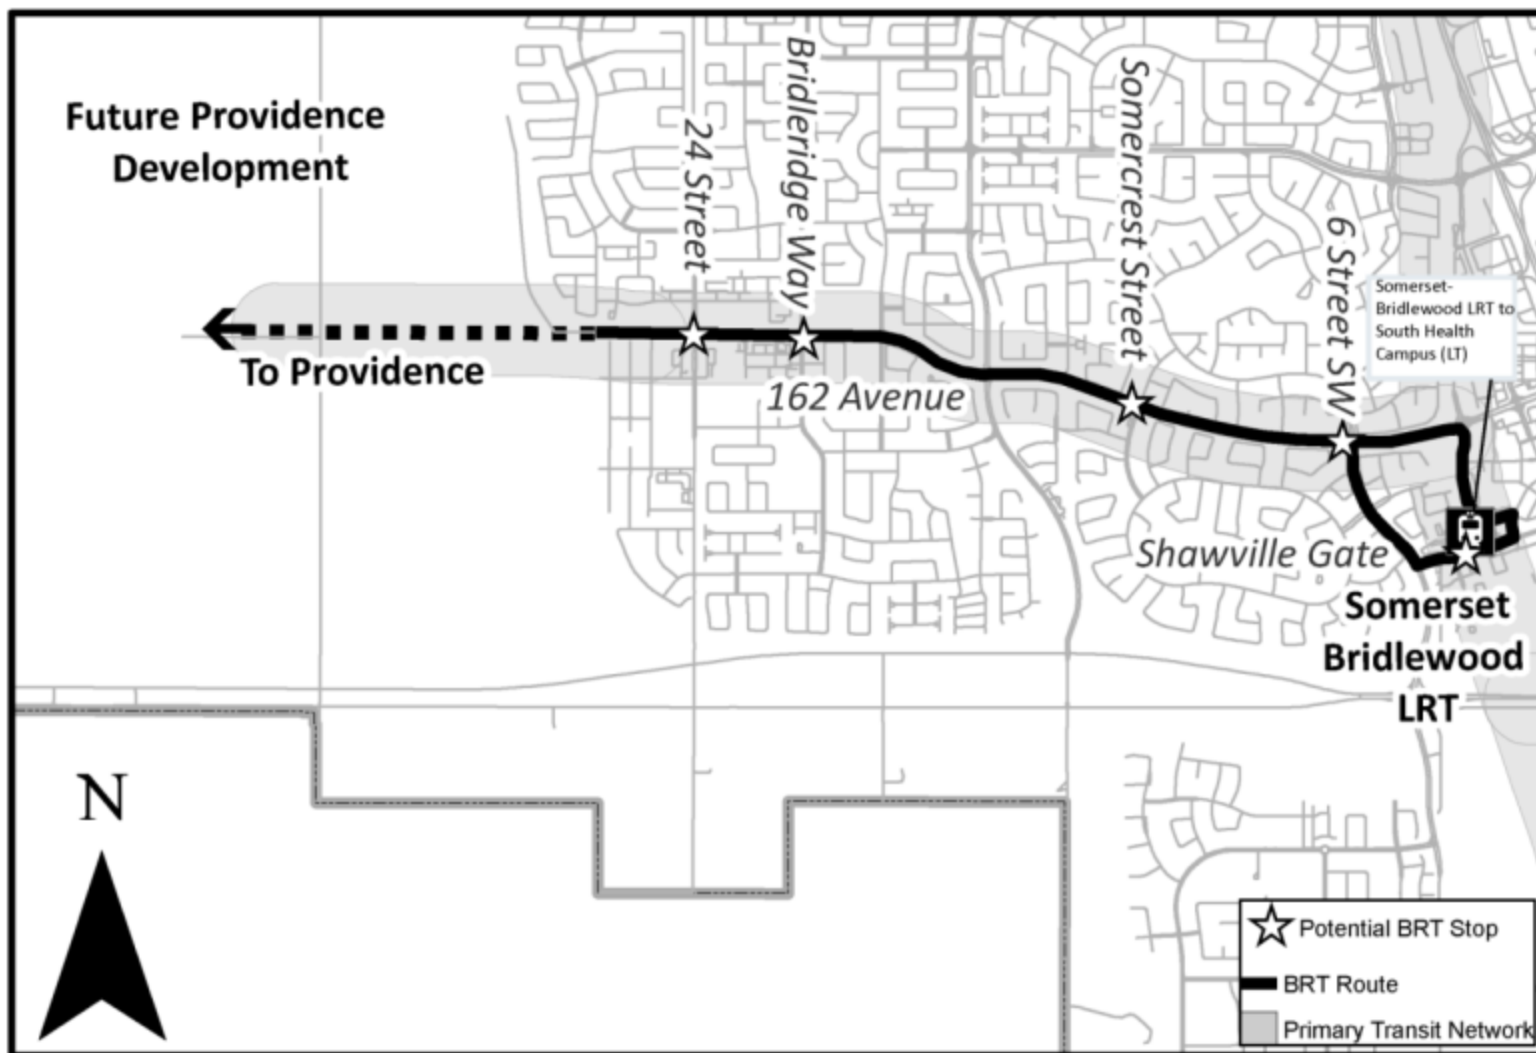 Future Providence
Development
24 Street
Bridleridge Way
Somercrest Street
6 Street SW
Somerset-
Bridlewood LRT to
South Health
Campus (LT)
To Providence
162 Avenue
Shawville Gate
Somerset
Bridlewood
LRT
N
Potential BRT Stop
BRT Route
Primary Transit Network